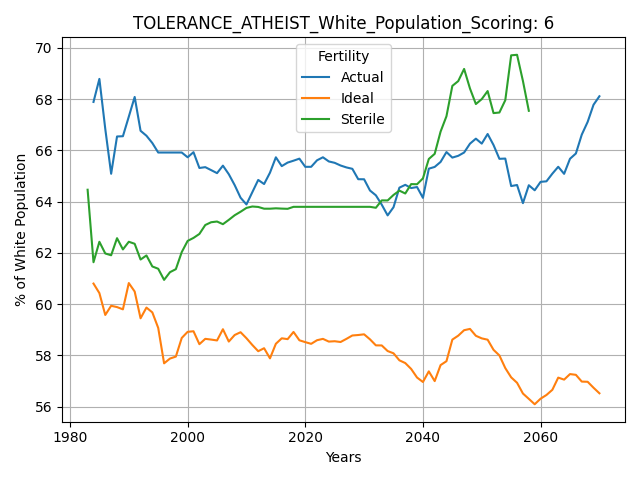 TOLERANCE_ATHEIST_White_Population_Scoring: 6
Fertility
Actual
Ideal
Sterile
% of White Population
70
68
66
64
62
60
58
56
1980
2000
2020
2040
2060
Years